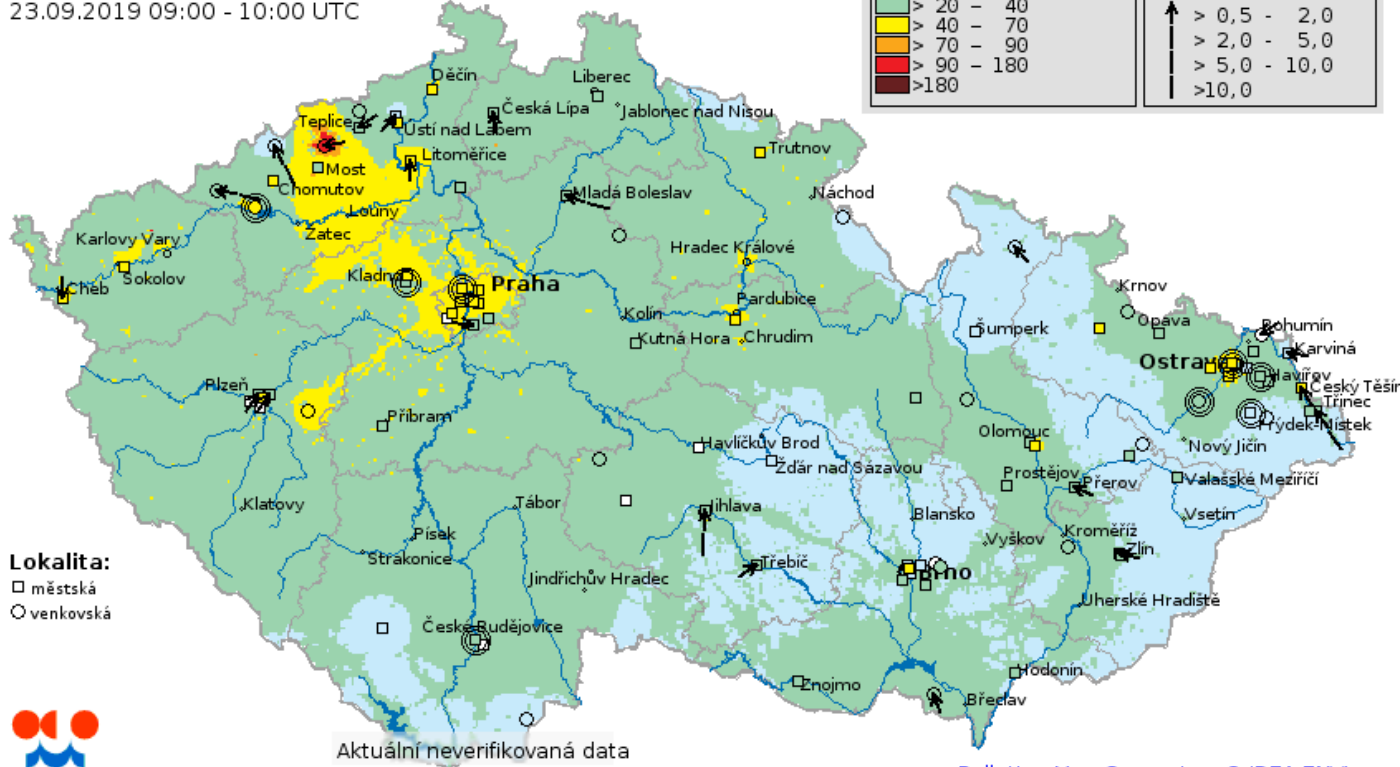 23.09.2019 09:00 - 10:00 UTC
> 20 – 40
> 40 – 70
> 70 – 90
> 90 – 180
>180
> 0,5 - 2,0
> 2,0 - 5,0
> 5,0 - 10,0
>10,0
Děčín
Liberec
Česká Lípa
Jablonec nad Nisou
Teplice
Ústí nad Labem
Litoměřice
Trutnov
Most
Chomutov
Mladá Boleslav
Náchod
Louny
Žatec
Karlovy Vary
Hradec Králové
Sokolov
Kladno
Praha
Cheb
Krnov
Pardubice
Kolín
Opava
Bohumín
Šumperk
Kutná Hora
Chrudim
Karviná
Ostrava
Havířov
Plzeň
Český Těšín
Třinec
Příbram
Frýdek-Místek
Olomouc
Havlíčkův Brod
Nový Jičín
Žďár nad Sázavou
Prostějov
Přerov
Valašské Meziříčí
Klatovy
Tábor
Jihlava
Blansko
Vsetín
Písek
Kroměříž
Vyškov
Strakonice
Zlín
Třebíč
Lokalita:
Brno
Jindřichův Hradec
městská
Uherské Hradiště
venkovská
České Budějovice
Hodonín
Znojmo
Břeclav
Aktuální neverifikovaná data